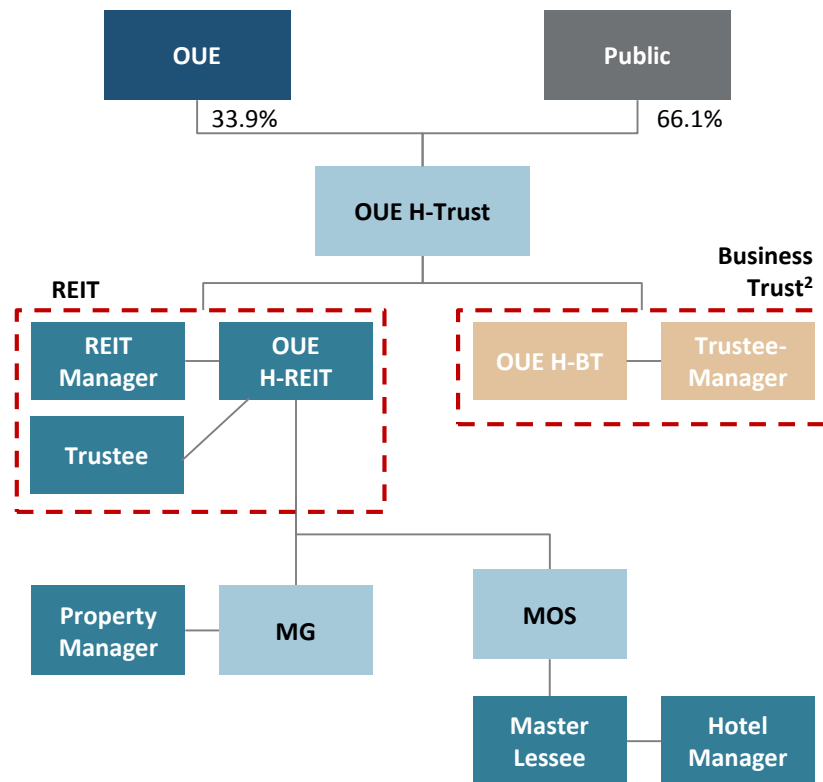 OUE
Public
33.9%
66.1%
OUE H-Trust
REIT
Business
Trust²
REIT
Manager
OUE
H-REIT
OUE H-BT
Trustee-
Manager
Trustee
Property
Manager
MG
MOS
Master
Lessee
Hotel
Manager